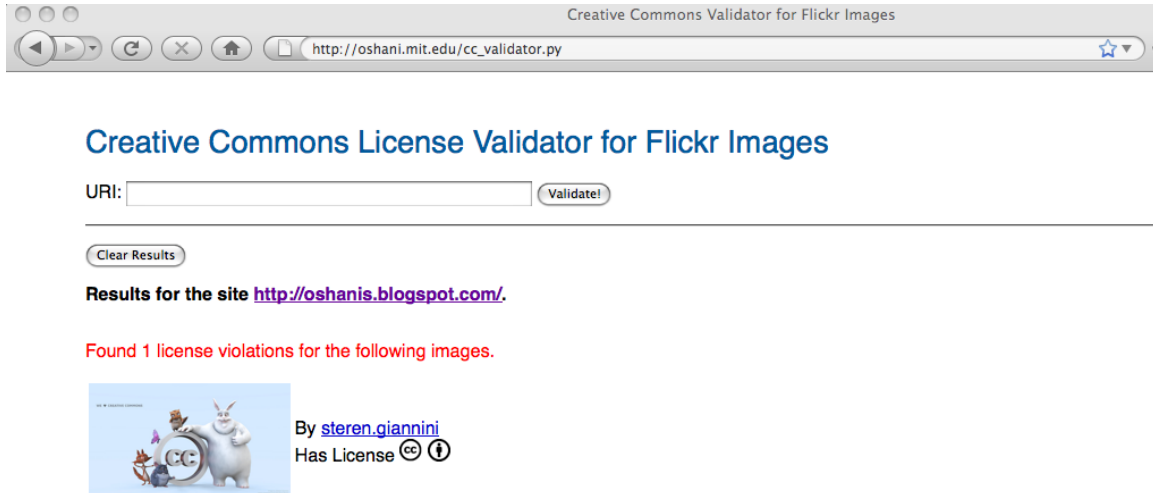 Creative Commons Validator for Flickr Images
http://oshani.mit.edu/cc_validator.py
Creative Commons License Validator for Flickr Images
URI: Validate!
Clear Results
Results for the site http://oshanis.blogspot.com/.
Found 1 license violations for the following images.
By steren.giannini
Has License
CC